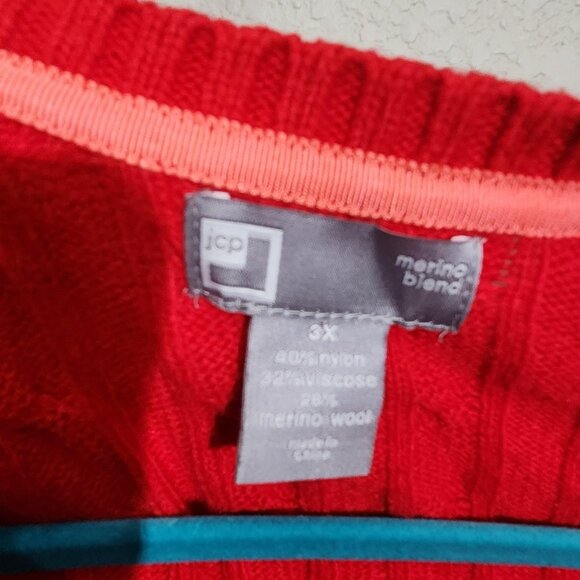 jcp
merino
blend
3X
40% nylon
32% viscose
28%
merino wool
made in
China